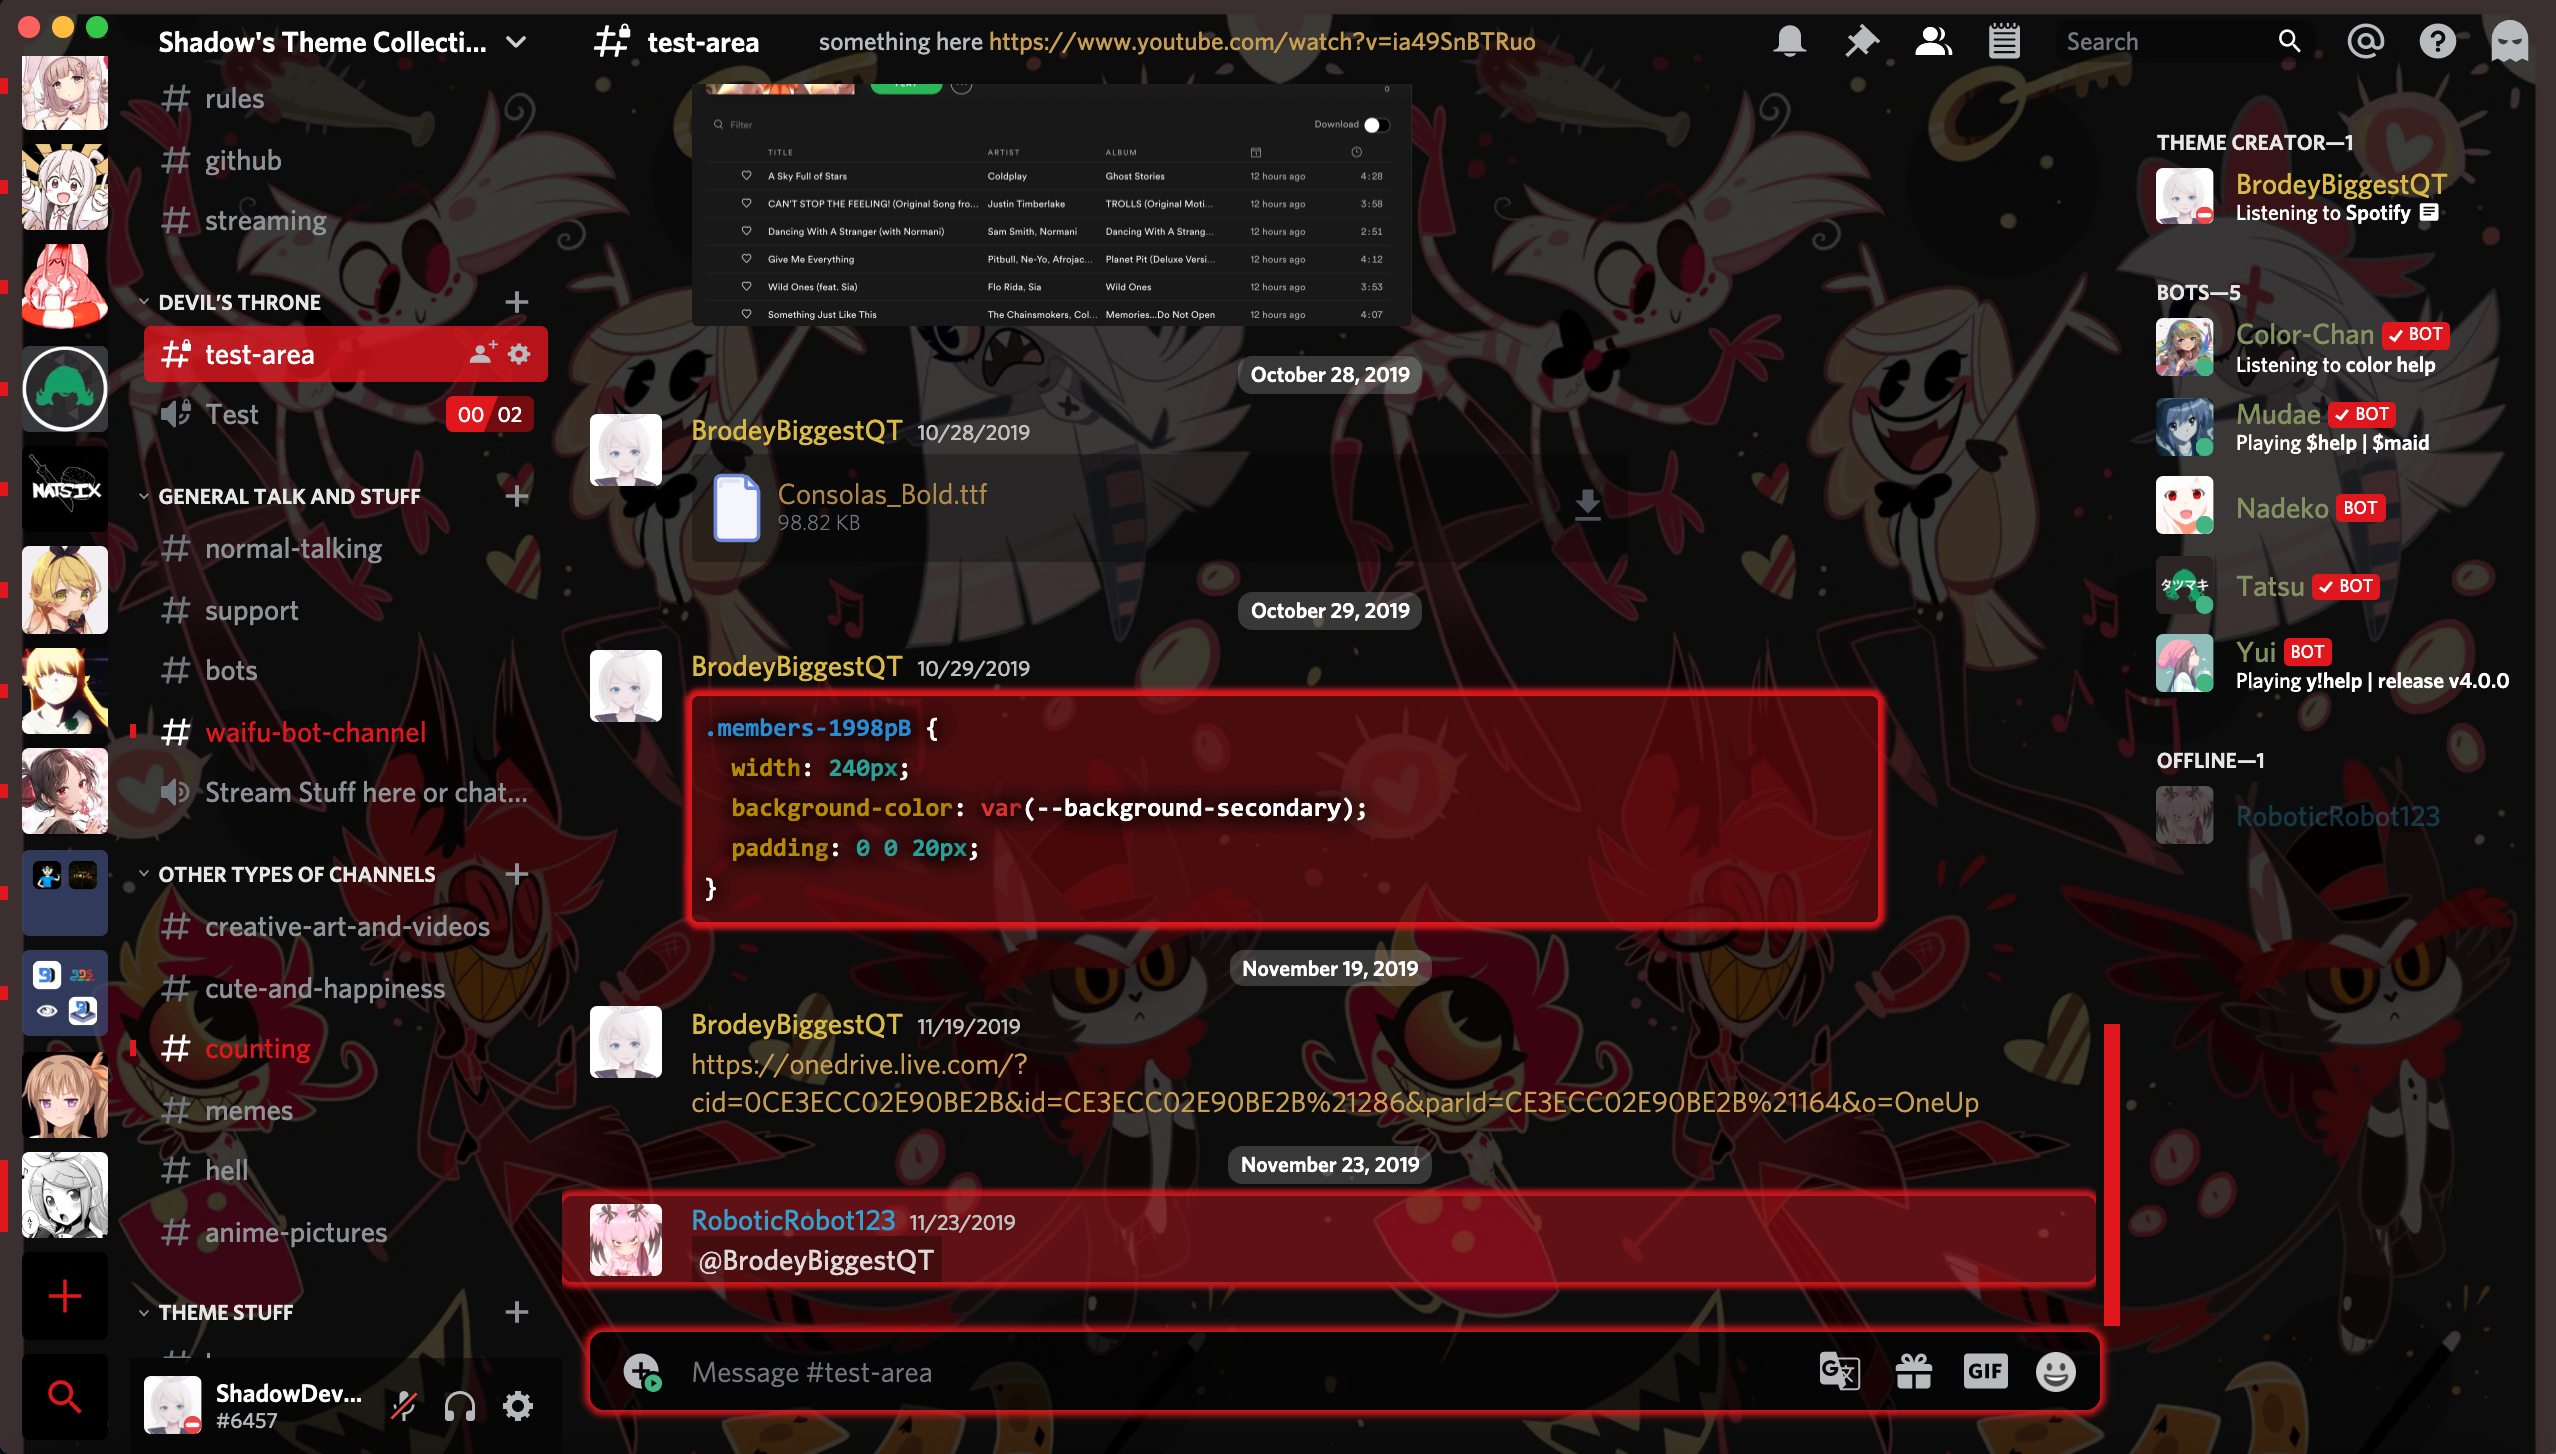 Shadow's Theme Collecti...
rules
github
streaming
DEVIL'S THRONE
test-area
Test
00 02
GENERAL TALK AND STUFF
normal-talking
support
bots
waifu-bot-channel
Stream Stuff here or chat...
OTHER TYPES OF CHANNELS
creative-art-and-videos
cute-and-happiness
counting
memes
hell
anime-pictures
THEME STUFF
ShadowDev...
#6457
NATSIX
test-area something here https://www.youtube.com/watch?v=ia49SnBTRuo
Search
0
Filter Download
TITLE ARTIST ALBUM
A Sky Full of Stars Coldplay Ghost Stories 12 hours ago 4:28
CAN'T STOP THE FEELING! (Original Song fro... Justin Timberlake TROLLS (Original Moti... 12 hours ago 3:58
Dancing With A Stranger (with Normani) Sam Smith, Normani Dancing With A Strang... 12 hours ago 2:51
Give Me Everything Pitbull, Ne-Yo, Afrojac... Planet Pit (Deluxe Versi... 12 hours ago 4:12
Wild Ones (feat. Sia) Flo Rida, Sia Wild Ones 12 hours ago 3:53
Something Just Like This The Chainsmokers, Col... Memories...Do Not Open 12 hours ago 4:07
October 28, 2019
BrodeyBiggestQT 10/28/2019
Consolas_Bold.ttf
98.82 KB
October 29, 2019
BrodeyBiggestQT 10/29/2019
.members-1998pB {
width: 240px;
background-color: var(--background-secondary);
padding: 0 0 20px;
}
November 19, 2019
BrodeyBiggestQT 11/19/2019
https://onedrive.live.com/?
cid=0CE3ECC02E90BE2B&id=CE3ECC02E90BE2B%21286&parId=CE3ECC02E90BE2B%21164&o=OneUp
November 23, 2019
RoboticRobot123 11/23/2019
@BrodeyBiggestQT
Message #test-area
GIF
THEME CREATOR—1
BrodeyBiggestQT
Listening to Spotify
BOTS—5
Color-Chan BOT
Listening to color help
Mudae BOT
Playing $help | $maid
Nadeko BOT
タツマキ
Tatsu BOT
Yui BOT
Playing y!help | release v4.0.0
OFFLINE—1
RoboticRobot123